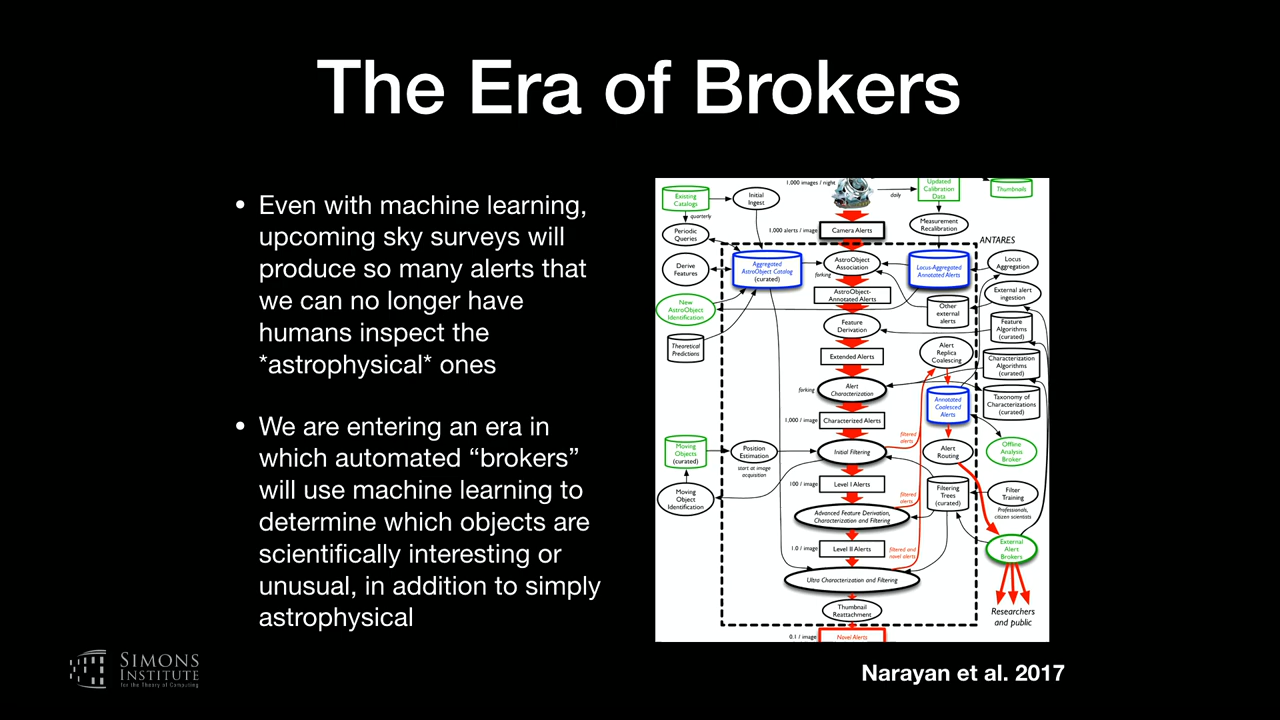 The Era of Brokers
• Even with machine learning,
upcoming sky surveys will
produce so many alerts that
we can no longer have
humans inspect the
*astrophysical* ones
• We are entering an era in
which automated “brokers”
will use machine learning to
determine which objects are
scientifically interesting or
unusual, in addition to simply
astrophysical
1,000 images / night
daily
Updated
Calibration
Data
Thumbnails
Existing
Catalogs
quarterly
Initial
Ingest
Measurement
Recalibration
Periodic
Queries
1,000 alerts / image
Camera Alerts
ANTARES
Derive
Features
Aggregated
AstroObject Catalog
(curated)
forking
AstroObject
Association
Locus-Aggregated
Annotated Alerts
Locus
Aggregation
New
AstroObject
Identification
AstroObject-
Annotated Alerts
Other
external
alerts
External alert
ingestion
Theoretical
Predictions
Feature
Derivation
Feature
Algorithms
(curated)
Extended Alerts
Alert
Replica
Coalescing
Characterization
Algorithms
(curated)
forking
Alert
Characterization
Annotated
Coalesced
Alerts
Taxonomy of
Characterizations
(curated)
1,000 / image
Characterized Alerts
filtered
alerts
Moving
Objects
(curated)
Position
Estimation
start at image
acquisition
Initial Filtering
Alert
Routing
Offline
Analysis
Broker
Moving
Object
Identification
100 / image
Level I Alerts
filtered
alerts
Filtering
Trees
(curated)
Filter
Training
Professionals,
citizen scientists
Advanced Feature Derivation,
Characterization and Filtering
1.0 / image
Level II Alerts
filtered and
novel alerts
External
Alert
Brokers
Ultra Characterization and Filtering
Thumbnail
Reattachment
Researchers
and public
0.1 / image
Novel Alerts
SIMONS
INSTITUTE
for the Theory of Computing
Narayan et al. 2017